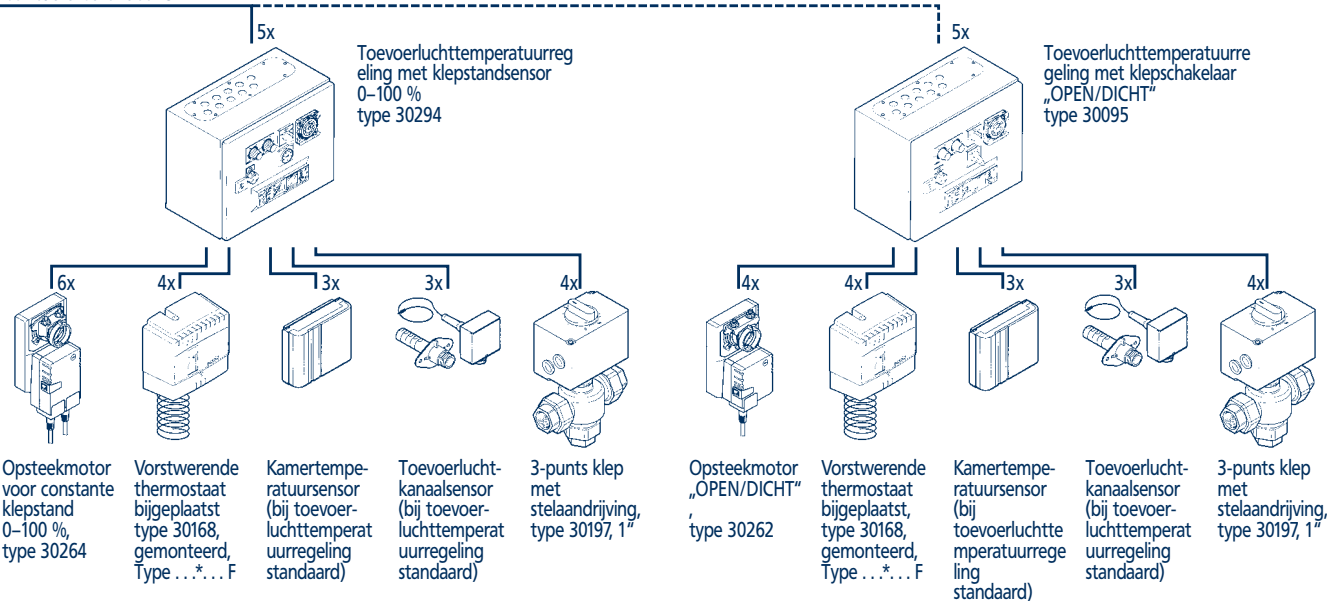 5x
Toevoerluchttemperatuurreg
eling met klepstandsensor
0–100 %
type 30294
5x
Toevoerluchttemperatuurre
geling met klepschakelaar
„OPEN/DICHT“
type 30095
6x
4x
3x
3x
4x
4x
4x
3x
3x
4x
Opsteekmotor
voor constante
klepstand
0–100 %,
type 30264
Vorstwerende
thermostaat
bijgeplaatst
type 30168,
gemonteerd,
Type . . .*. . . F
Kamertempe-
ratuursensor
(bij toevoer-
luchttemperat
uurregeling
standaard)
Toevoerlucht-
kanaalsensor
(bij toevoer-
luchttemperat
uurregeling
standaard)
3-punts klep
met
stelaandrijving,
type 30197, 1“
Opsteekmotor
„OPEN/DICHT“
,
type 30262
Vorstwerende
thermostaat
bijgeplaatst,
type 30168,
gemonteerd,
Type . . .*. . . F
Kamertempe-
ratuursensor
(bij
toevoerluchtte
mperatuurrege
ling
standaard)
Toevoerlucht-
kanaalsensor
(bij toevoer-
luchttemperat
uurregeling
standaard)
3-punts klep
met
stelaandrijving,
type 30197, 1“